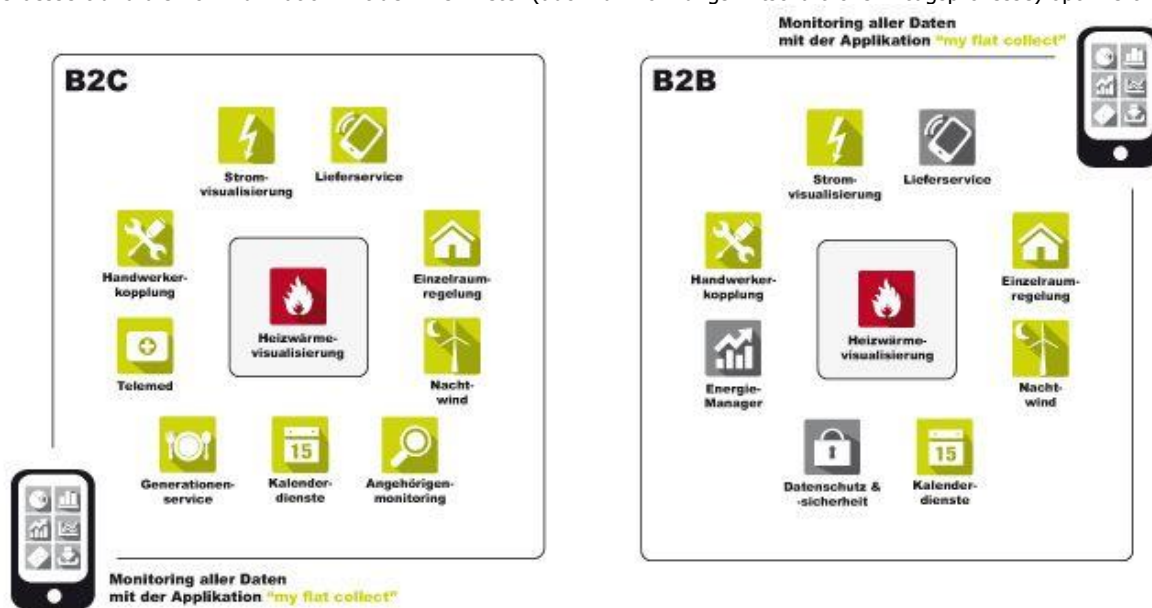 Monitoring aller Daten
mit der Applikation "my flat collect"
B2C
Strom-
visualisierung
Lieferservice
Handwerker-
kopplung
Einzelraum-
regelung
Heizwärme-
visualisierung
Telemed
Nacht-
wind
15
Generationen-
service
Kalender-
dienste
Angehörigen-
monitoring
Monitoring aller Daten
mit der Applikation "my flat collect"
B2B
Strom-
visualisierung
Lieferservice
Handwerker-
kopplung
Einzelraum-
regelung
Heizwärme-
visualisierung
Energie-
Manager
Nacht-
wind
15
Datenschutz &
-sicherheit
Kalender-
dienste